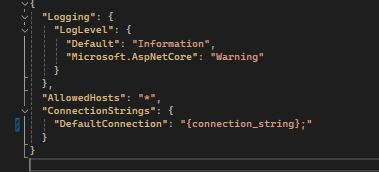 {
"Logging": {
"LogLevel": {
"Default": "Information",
"Microsoft.AspNetCore": "Warning"
}
},
"AllowedHosts": "*",
"ConnectionStrings": {
"DefaultConnection": "{connection_string};"
}
}